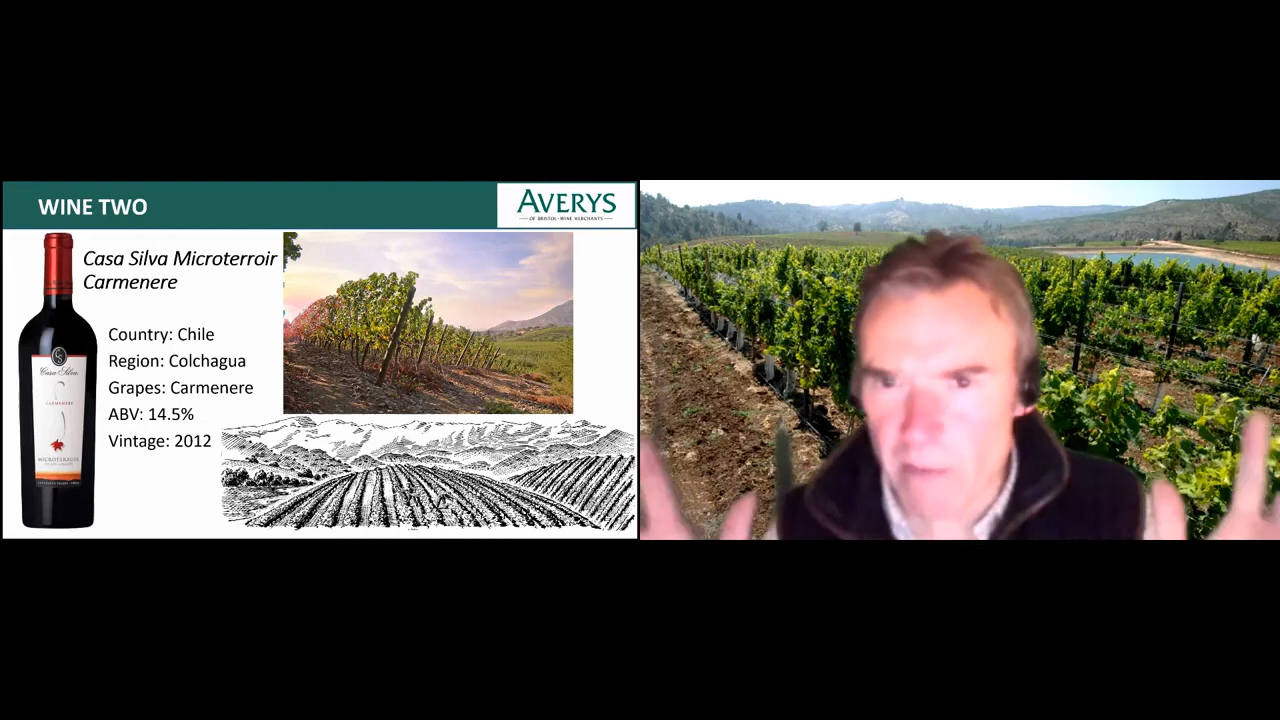 WINE TWO
AVERYS
OF BRISTOL · WINE MERCHANTS
Casa Silva Microterroir
Carmenere
Country: Chile
Region: Colchagua
Grapes: Carmenere
ABV: 14.5%
Vintage: 2012
Casa Silva
CARMENERE